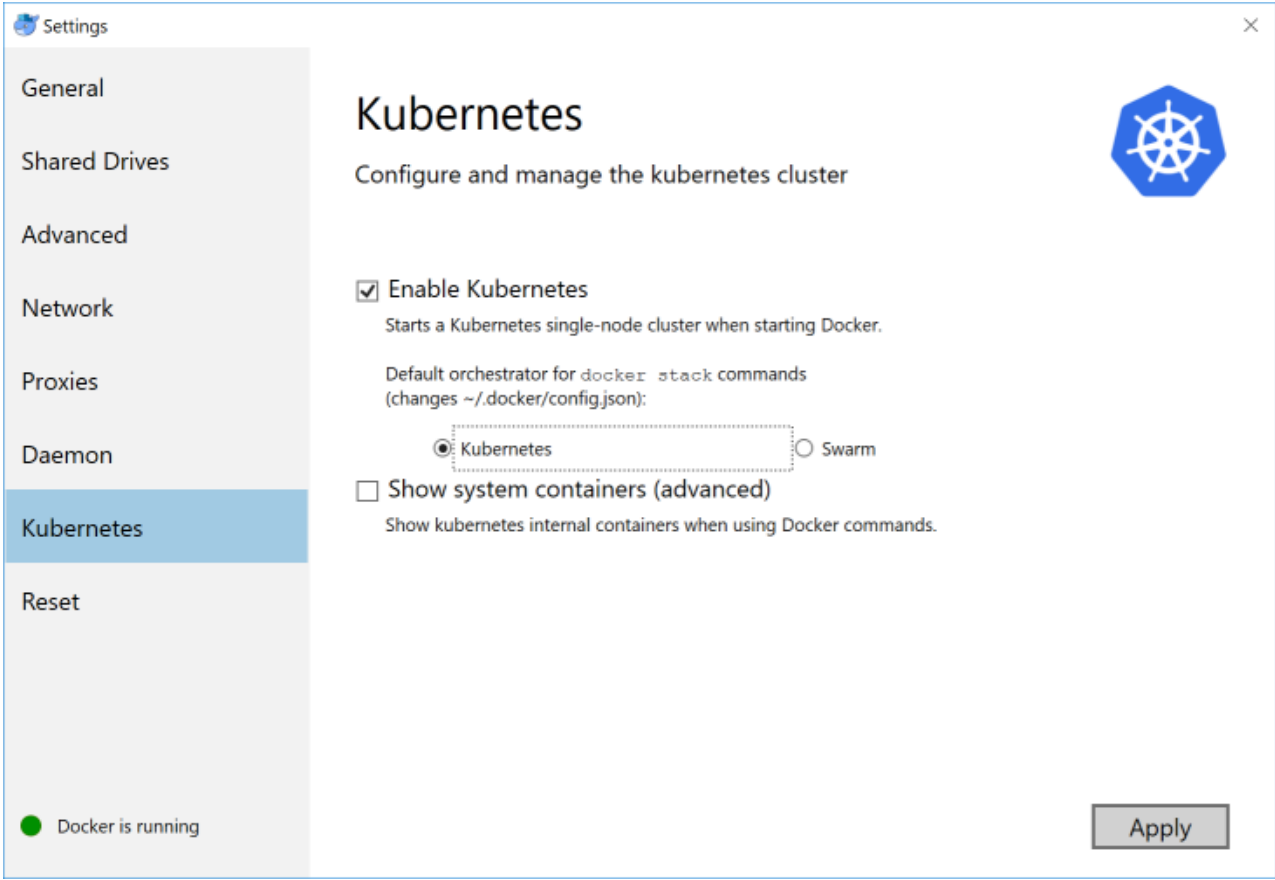 Settings
General
Shared Drives
Advanced
Network
Proxies
Daemon
Kubernetes
Reset
Docker is running
Kubernetes
Configure and manage the kubernetes cluster
Enable Kubernetes
Starts a Kubernetes single-node cluster when starting Docker.
Default orchestrator for docker stack commands
(changes ~/.docker/config.json):
Kubernetes Swarm
Show system containers (advanced)
Show kubernetes internal containers when using Docker commands.
Apply